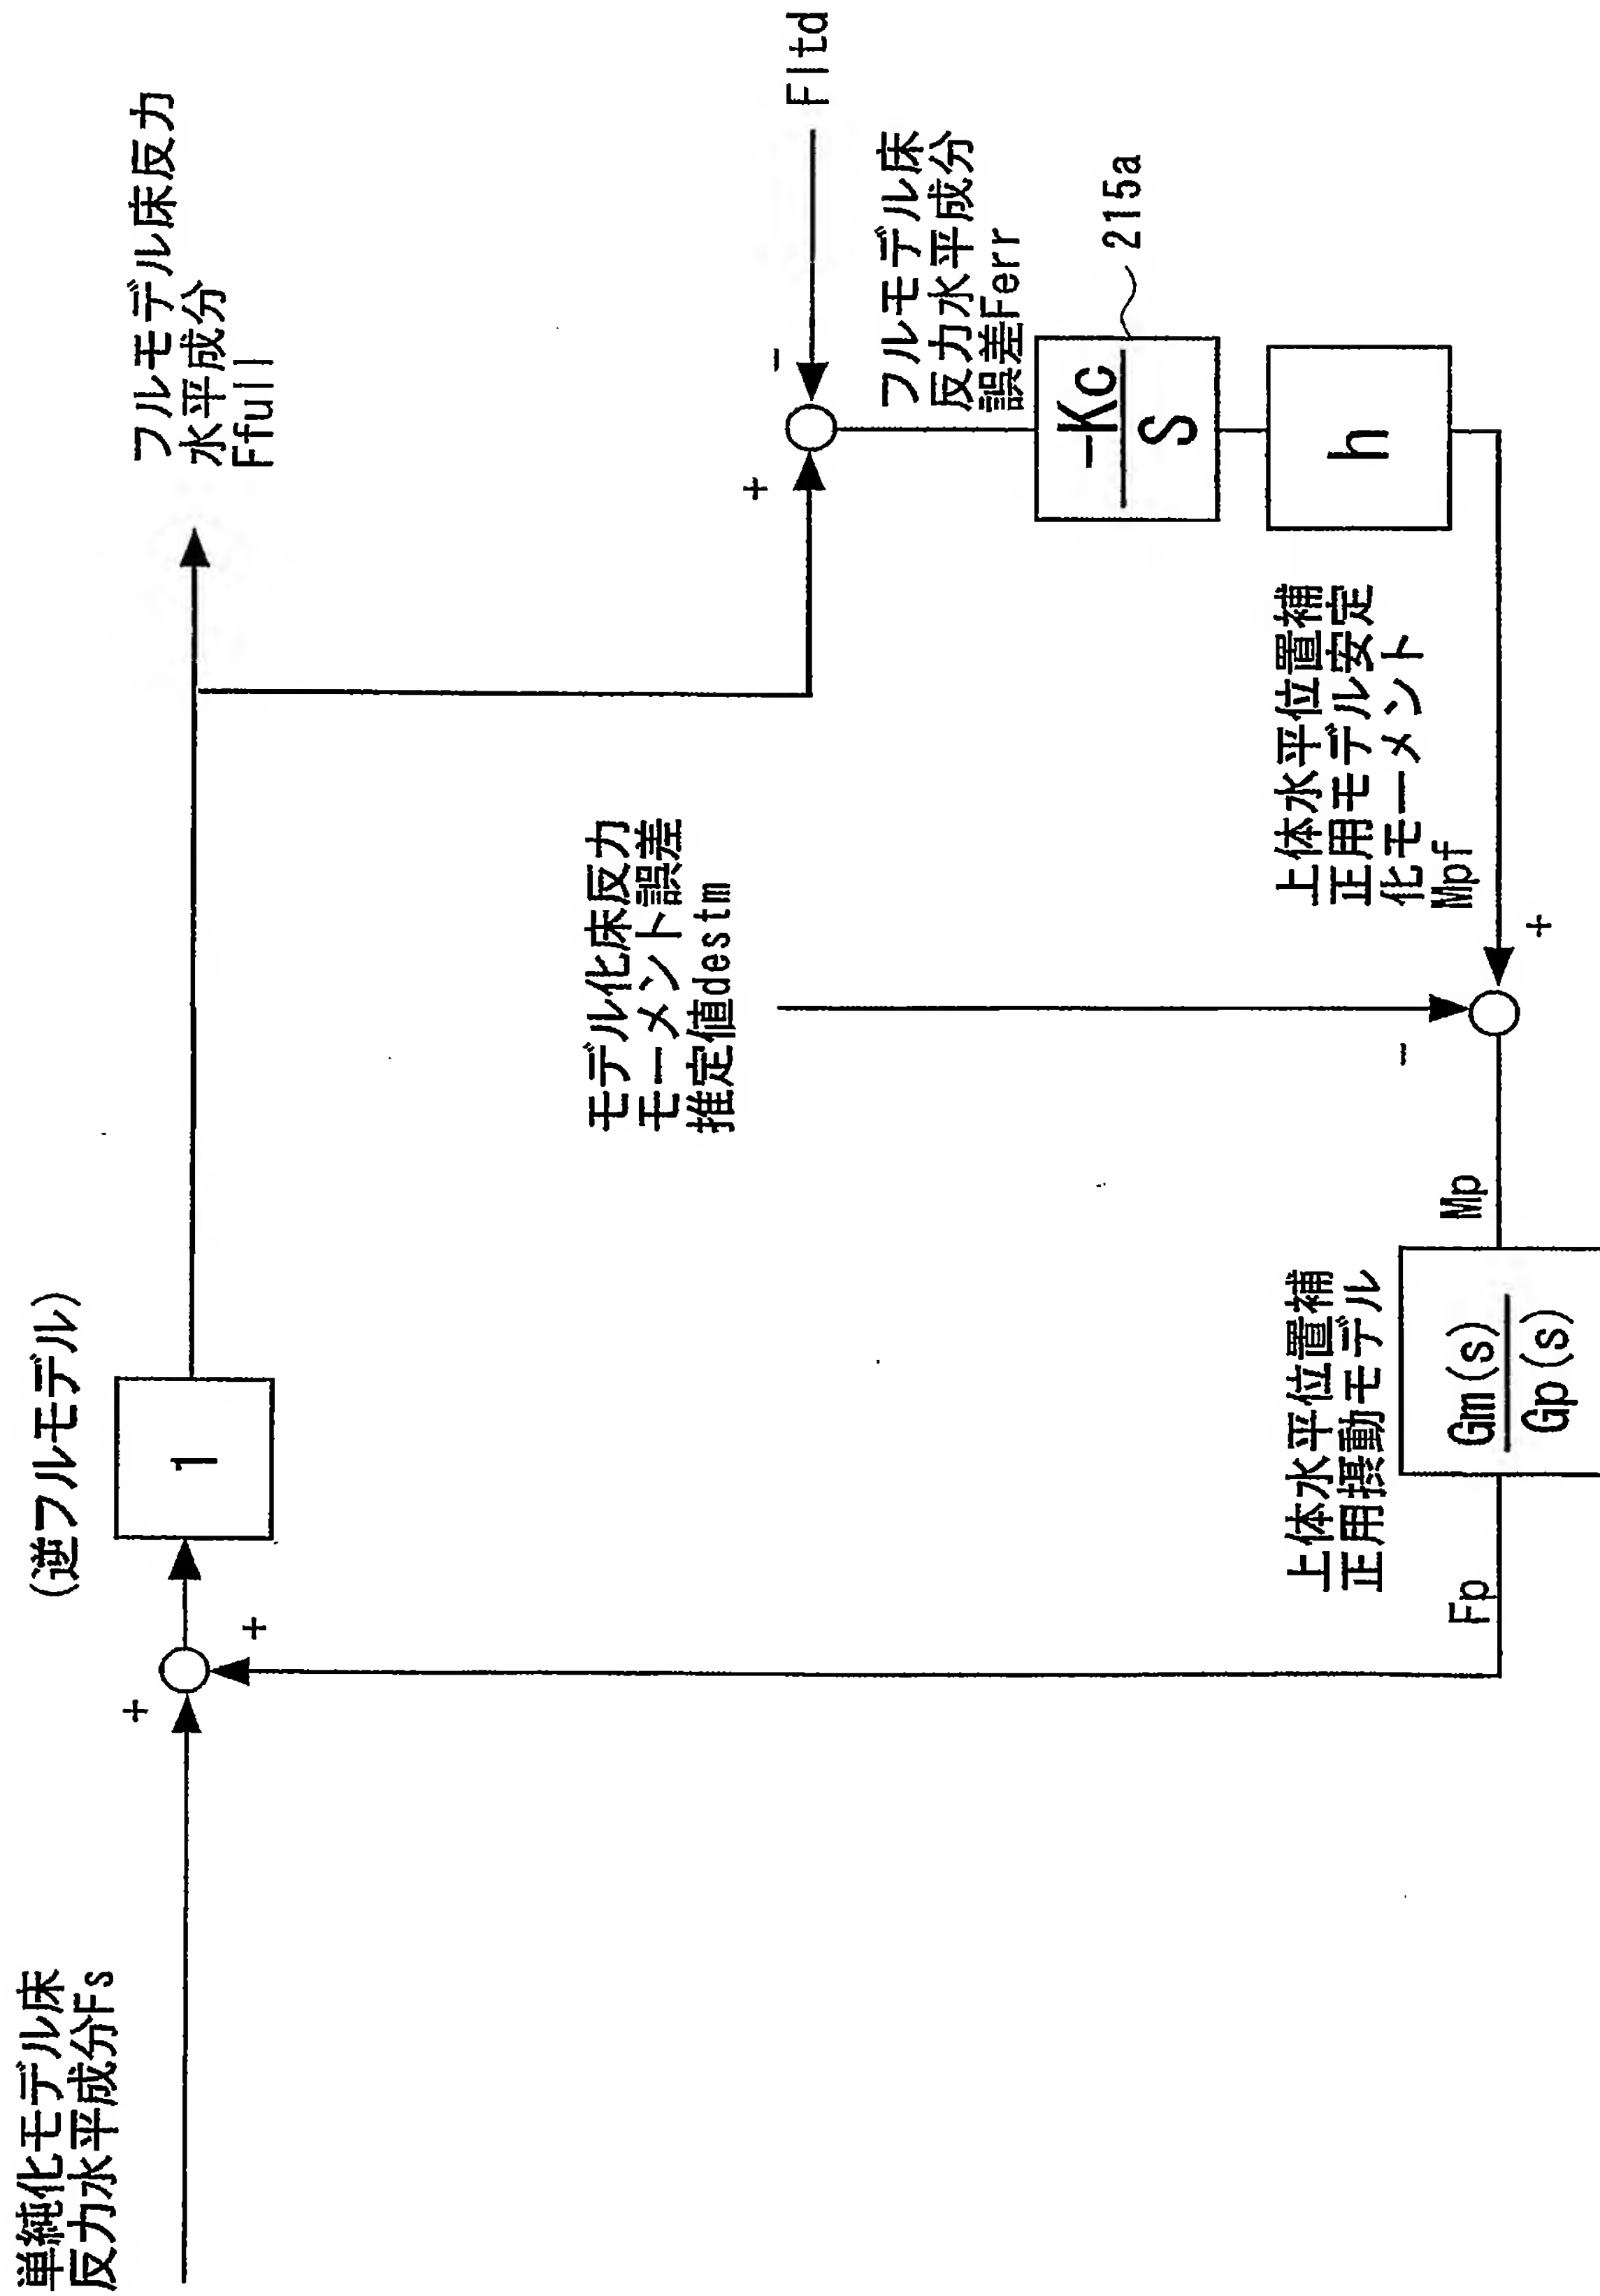 単純化モデル床
反力水平成分Fs
+
+
(逆フルモデル)
1
フルモデル床反力
水平成分
Ffull
+
-
Fltd
フルモデル床
反力水平成分
誤差Ferr
-Kc
S
215a
h
モデル化床反力
モーメント誤差
推定値destm
上体水平位置補
正用モデル安定
化モーメント
Mpf
+
-
Mp
上体水平位置補
正用摂動モデル
Gm(s)
Gp(s)
Fp